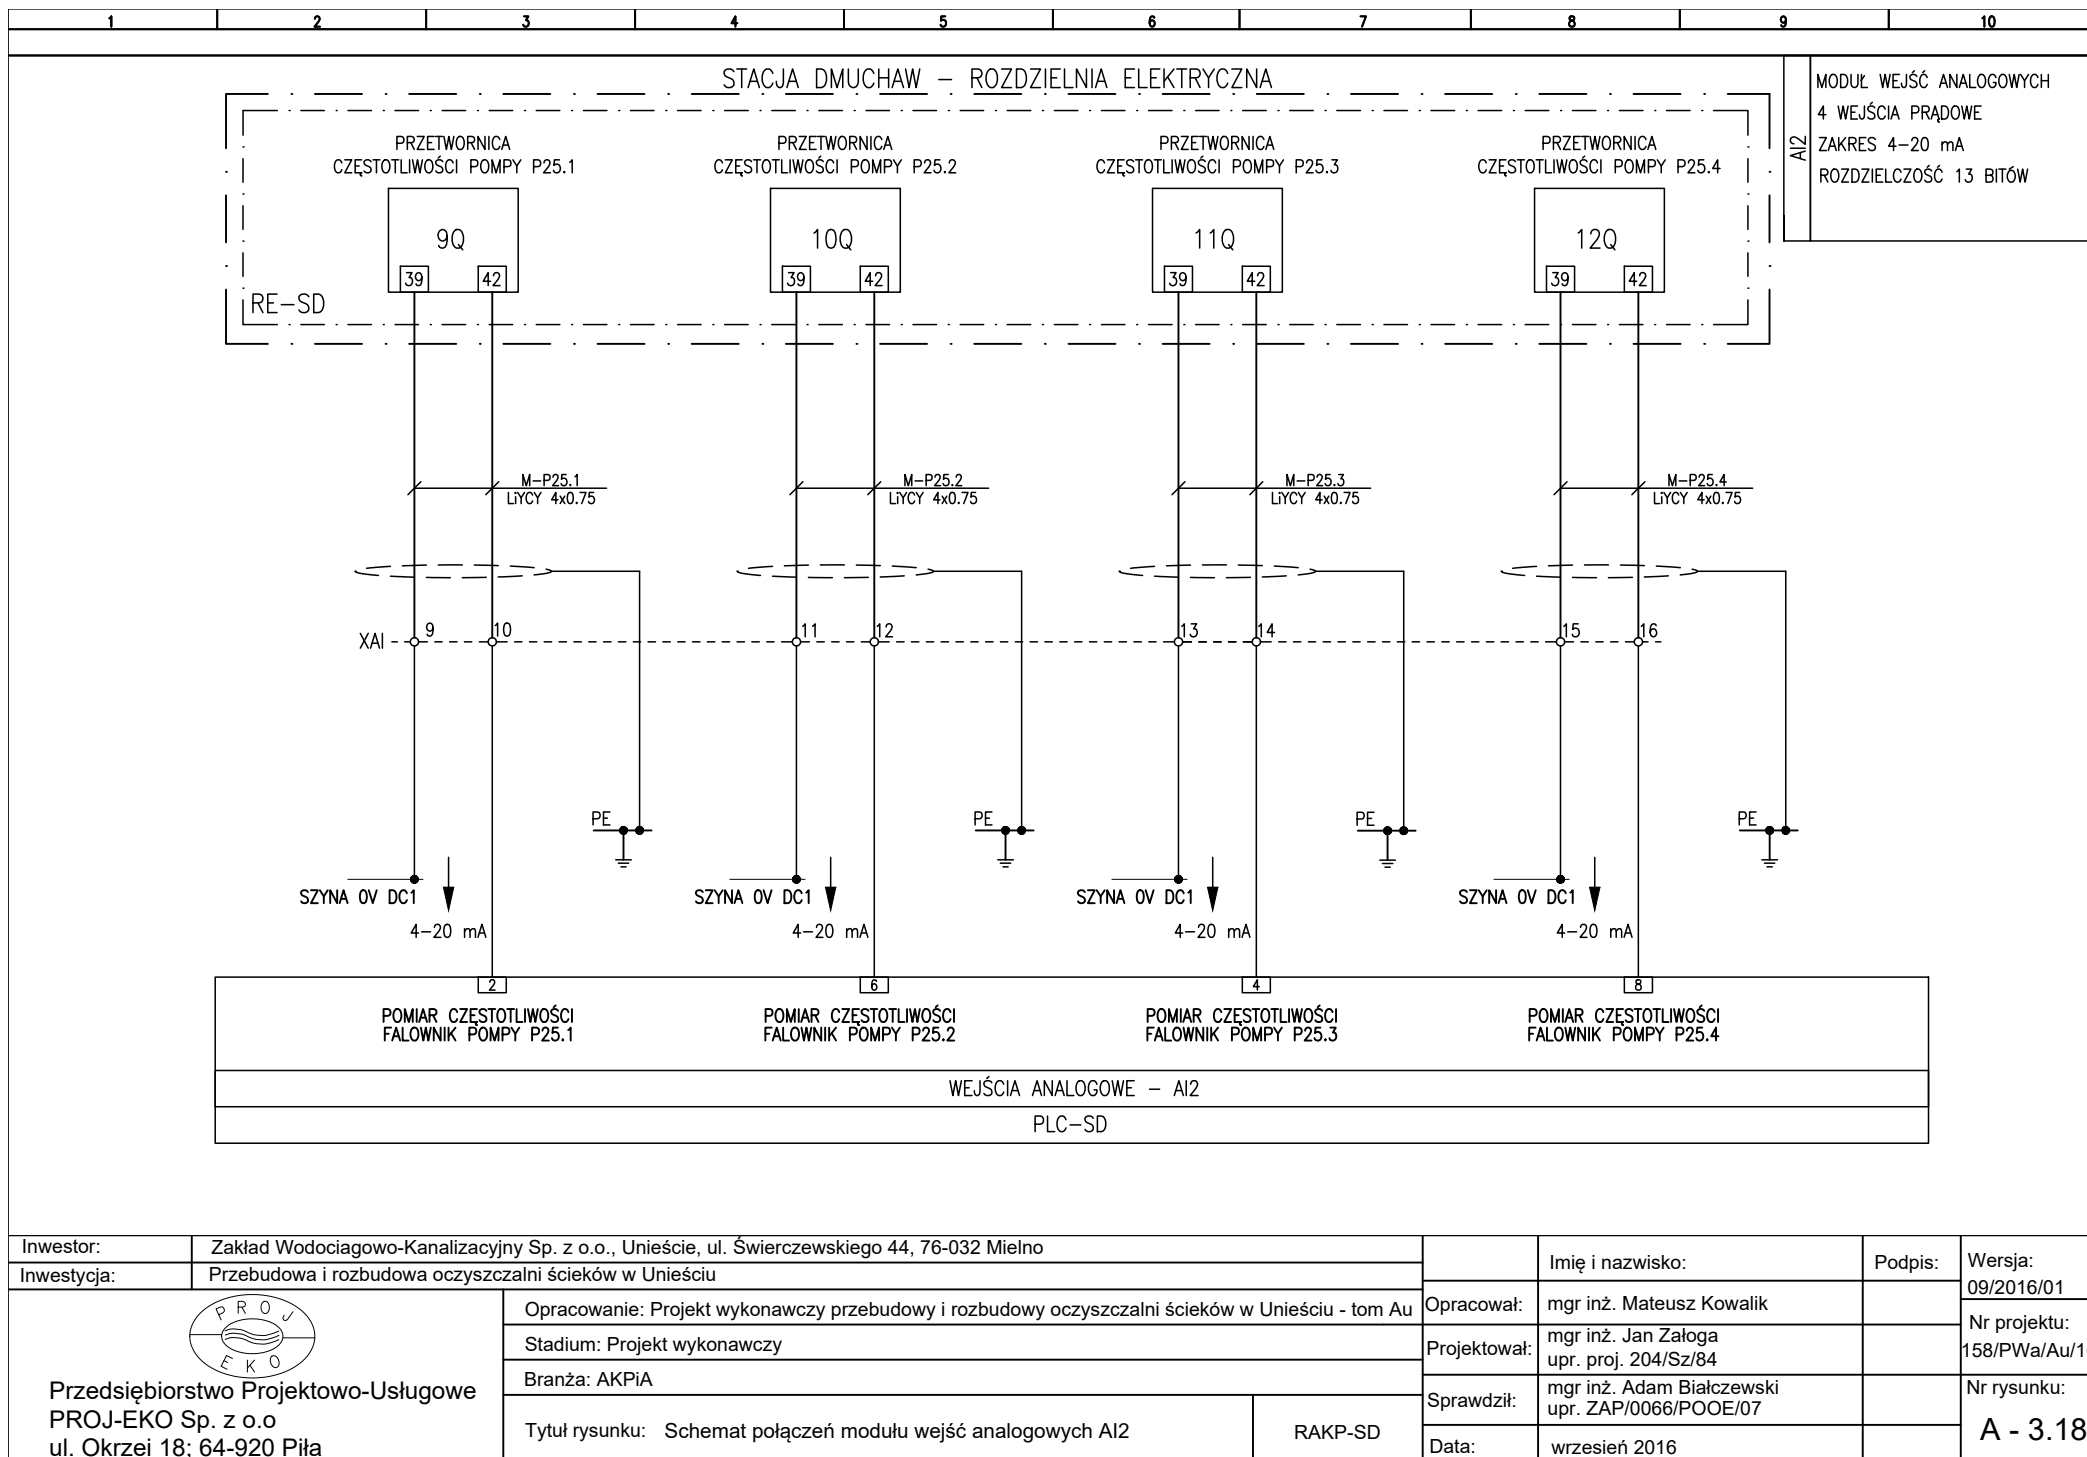 1 2 3 4 5 6 7 8 9 10
STACJA DMUCHAW – ROZDZIELNIA ELEKTRYCZNA
AI2
MODUŁ WEJŚĆ ANALOGOWYCH
4 WEJŚCIA PRĄDOWE
ZAKRES 4–20 mA
ROZDZIELCZOŚĆ 13 BITÓW
PRZETWORNICA
CZĘSTOTLIWOŚCI POMPY P25.1
PRZETWORNICA
CZĘSTOTLIWOŚCI POMPY P25.2
PRZETWORNICA
CZĘSTOTLIWOŚCI POMPY P25.3
PRZETWORNICA
CZĘSTOTLIWOŚCI POMPY P25.4
9Q 10Q 11Q 12Q
39 42 39 42 39 42 39 42
RE–SD
M–P25.1
LiYCY 4x0.75
M–P25.2
LiYCY 4x0.75
M–P25.3
LiYCY 4x0.75
M–P25.4
LiYCY 4x0.75
XAI 9 10 11 12 13 14 15 16
PE PE PE PE
SZYNA 0V DC1 SZYNA 0V DC1 SZYNA 0V DC1 SZYNA 0V DC1
4–20 mA 4–20 mA 4–20 mA 4–20 mA
2 6 4 8
POMIAR CZĘSTOTLIWOŚCI
FALOWNIK POMPY P25.1
POMIAR CZĘSTOTLIWOŚCI
FALOWNIK POMPY P25.2
POMIAR CZĘSTOTLIWOŚCI
FALOWNIK POMPY P25.3
POMIAR CZĘSTOTLIWOŚCI
FALOWNIK POMPY P25.4
WEJŚCIA ANALOGOWE – AI2
PLC–SD
Inwestor: Zakład Wodociagowo-Kanalizacyjny Sp. z o.o., Unieście, ul. Świerczewskiego 44, 76-032 Mielno
Inwestycja: Przebudowa i rozbudowa oczyszczalni ścieków w Unieściu
PROJ
EKO
Przedsiębiorstwo Projektowo-Usługowe
PROJ-EKO Sp. z o.o
ul. Okrzei 18; 64-920 Piła
Opracowanie: Projekt wykonawczy przebudowy i rozbudowy oczyszczalni ścieków w Unieściu - tom Au
Stadium: Projekt wykonawczy
Branża: AKPiA
Tytuł rysunku: Schemat połączeń modułu wejść analogowych AI2
RAKP-SD
Imię i nazwisko: Podpis:
Opracował: mgr inż. Mateusz Kowalik
Projektował: mgr inż. Jan Załoga
upr. proj. 204/Sz/84
Sprawdził: mgr inż. Adam Białczewski
upr. ZAP/0066/POOE/07
Data: wrzesień 2016
Wersja:
09/2016/01
Nr projektu:
158/PWa/Au/1
Nr rysunku:
A - 3.18